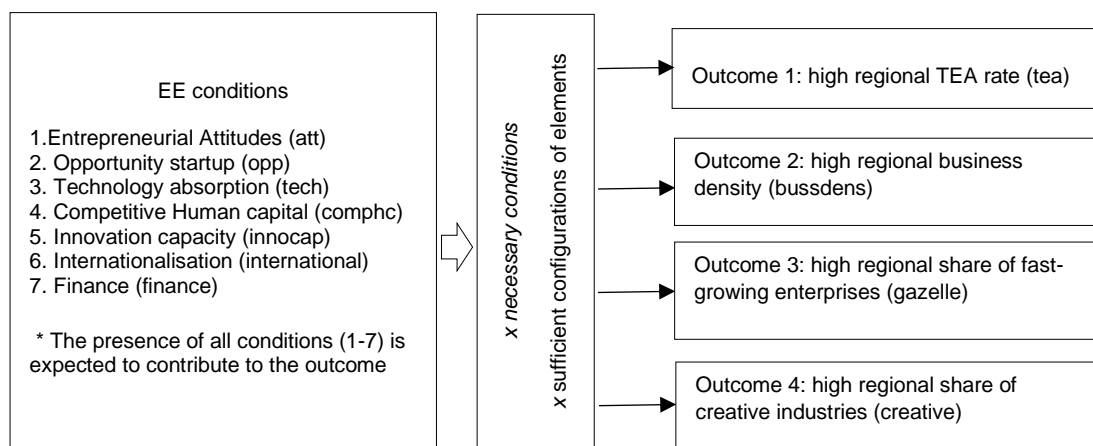 EE conditions
1.Entrepreneurial Attitudes (att)
2. Opportunity startup (opp)
3. Technology absorption (tech)
4. Competitive Human capital (comphc)
5. Innovation capacity (innocap)
6. Internationalisation (international)
7. Finance (finance)
* The presence of all conditions (1-7) is
expected to contribute to the outcome
x necessary conditions
x sufficient configurations of elements
Outcome 1: high regional TEA rate (tea)
Outcome 2: high regional business
density (bussdens)
Outcome 3: high regional share of fast-
growing enterprises (gazelle)
Outcome 4: high regional share of
creative industries (creative)